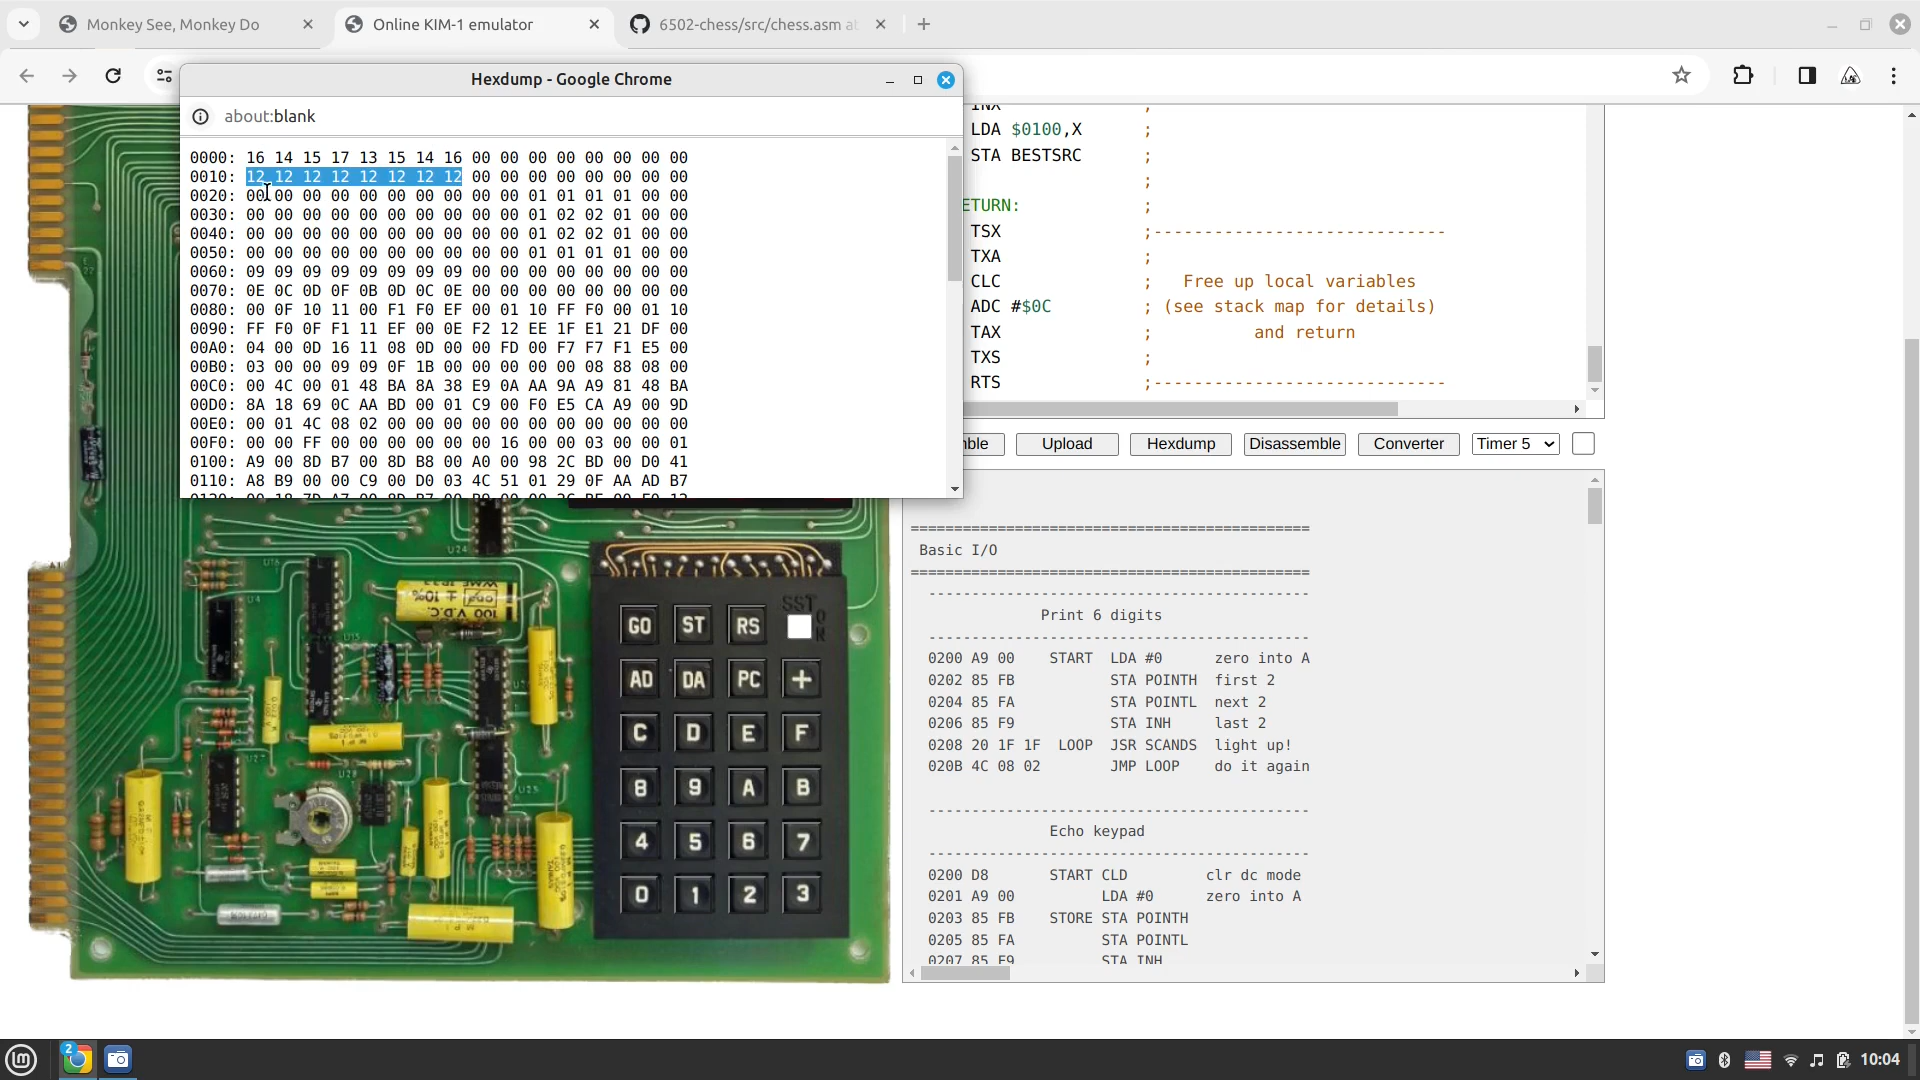 Monkey See, Monkey Do
Online KIM-1 emulator
6502-chess/src/chess.asm at
Hexdump - Google Chrome
about:blank
0000: 16 14 15 17 13 15 14 16 00 00 00 00 00 00 00 00
0010: 12 12 12 12 12 12 12 12 00 00 00 00 00 00 00 00
0020: 00 00 00 00 00 00 00 00 00 00 01 01 01 01 00 00
0030: 00 00 00 00 00 00 00 00 00 01 02 02 01 00 00
0040: 00 00 00 00 00 00 00 00 00 01 02 02 01 00 00
0050: 00 00 00 00 00 00 00 00 00 00 01 01 01 01 00 00
0060: 09 09 09 09 09 09 09 09 00 00 00 00 00 00 00 00
0070: 0E 0C 0D 0F 0B 0D 0C 0E 00 00 00 00 00 00 00 00
0080: 00 0F 10 11 00 F1 F0 EF 00 01 10 FF F0 00 01 10
0090: FF F0 0F F1 11 EF 00 0E F2 12 EE 1F E1 21 DF 00
00A0: 04 00 0D 16 11 08 0D 00 00 FD 00 F7 F7 F1 E5 00
00B0: 03 00 00 09 09 0F 1B 00 00 00 00 00 08 88 08 00
00C0: 00 4C 00 01 48 BA 8A 38 E9 0A AA 9A A9 81 48 BA
00D0: 8A 18 69 0C AA BD 00 01 C9 00 F0 E5 CA A9 00 9D
00E0: 00 01 4C 08 02 00 00 00 00 00 00 00 00 00 00 00
00F0: 00 00 FF 00 00 00 00 00 00 16 00 00 03 00 00 01
0100: A9 00 8D B7 00 8D B8 00 A0 00 98 2C BD 00 D0 41
0110: A8 B9 00 00 C9 00 D0 03 4C 51 01 29 0F AA AD B7
INX ;
LDA $0100,X ;
STA BESTSRC ;
;
ETURN: ;
TSX ;----------------------------
TXA ;
CLC ; Free up local variables
ADC #$0C ; (see stack map for details)
TAX ; and return
TXS ;
RTS ;----------------------------
Upload Hexdump Disassemble Converter Timer 5
==============================================
Basic I/O
==============================================
--------------------------------------------
Print 6 digits
--------------------------------------------
0200 A9 00 START LDA #0 zero into A
0202 85 FB STA POINTH first 2
0204 85 FA STA POINTL next 2
0206 85 F9 STA INH last 2
0208 20 1F 1F LOOP JSR SCANDS light up!
020B 4C 08 02 JMP LOOP do it again
--------------------------------------------
Echo keypad
--------------------------------------------
0200 D8 START CLD clr dc mode
0201 A9 00 LDA #0 zero into A
0203 85 FB STORE STA POINTH
0205 85 FA STA POINTL
0207 85 F9 STA INH
U24
SST
ON
GO ST RS
AD DA PC +
C D E F
8 9 A B
4 5 6 7
0 1 2 3
100 V.D.C.
± 10%
2
10:04